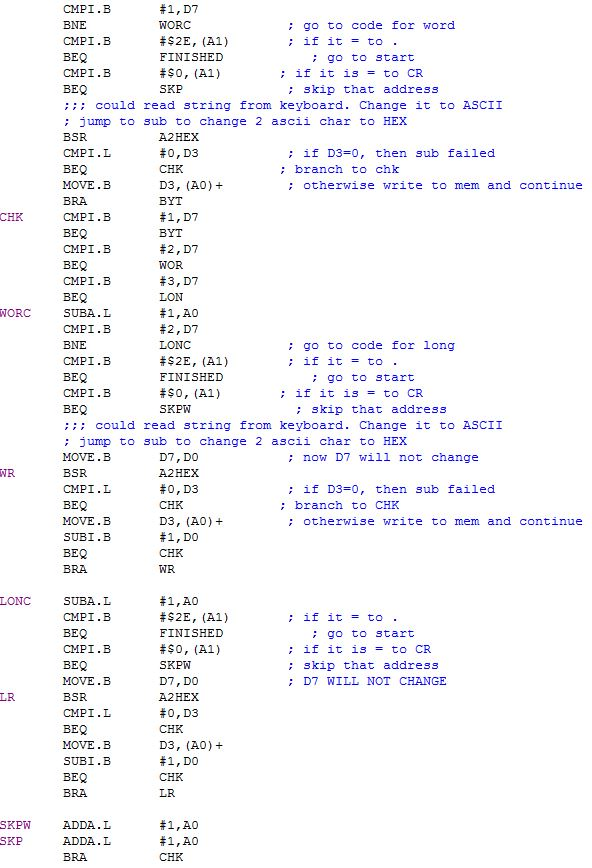 CMPI.B #1,D7
BNE WORC ; go to code for word
CMPI.B #$2E,(A1) ; if it = to .
BEQ FINISHED ; go to start
CMPI.B #$0,(A1) ; if it is = to CR
BEQ SKP ; skip that address
;;; could read string from keyboard. Change it to ASCII
; jump to sub to change 2 ascii char to HEX
BSR A2HEX
CMPI.L #0,D3 ; if D3=0, then sub failed
BEQ CHK ; branch to chk
MOVE.B D3,(A0)+ ; otherwise write to mem and continue
BRA BYT
CHK CMPI.B #1,D7
BEQ BYT
CMPI.B #2,D7
BEQ WOR
CMPI.B #3,D7
BEQ LON
WORC SUBA.L #1,A0
CMPI.B #2,D7
BNE LONC ; go to code for long
CMPI.B #$2E,(A1) ; if it = to .
BEQ FINISHED ; go to start
CMPI.B #$0,(A1) ; if it is = to CR
BEQ SKPW ; skip that address
;;; could read string from keyboard. Change it to ASCII
; jump to sub to change 2 ascii char to HEX
MOVE.B D7,D0 ; now D7 will not change
WR BSR A2HEX
CMPI.L #0,D3 ; if D3=0, then sub failed
BEQ CHK ; branch to CHK
MOVE.B D3,(A0)+ ; otherwise write to mem and continue
SUBI.B #1,D0
BEQ CHK
BRA WR
LONC SUBA.L #1,A0
CMPI.B #$2E,(A1) ; if it = to .
BEQ FINISHED ; go to start
CMPI.B #$0,(A1) ; if it is = to CR
BEQ SKPW ; skip that address
MOVE.B D7,D0 ; D7 WILL NOT CHANGE
LR BSR A2HEX
CMPI.L #0,D3
BEQ CHK
MOVE.B D3,(A0)+
SUBI.B #1,D0
BEQ CHK
BRA LR
SKPW ADDA.L #1,A0
SKP ADDA.L #1,A0
BRA CHK